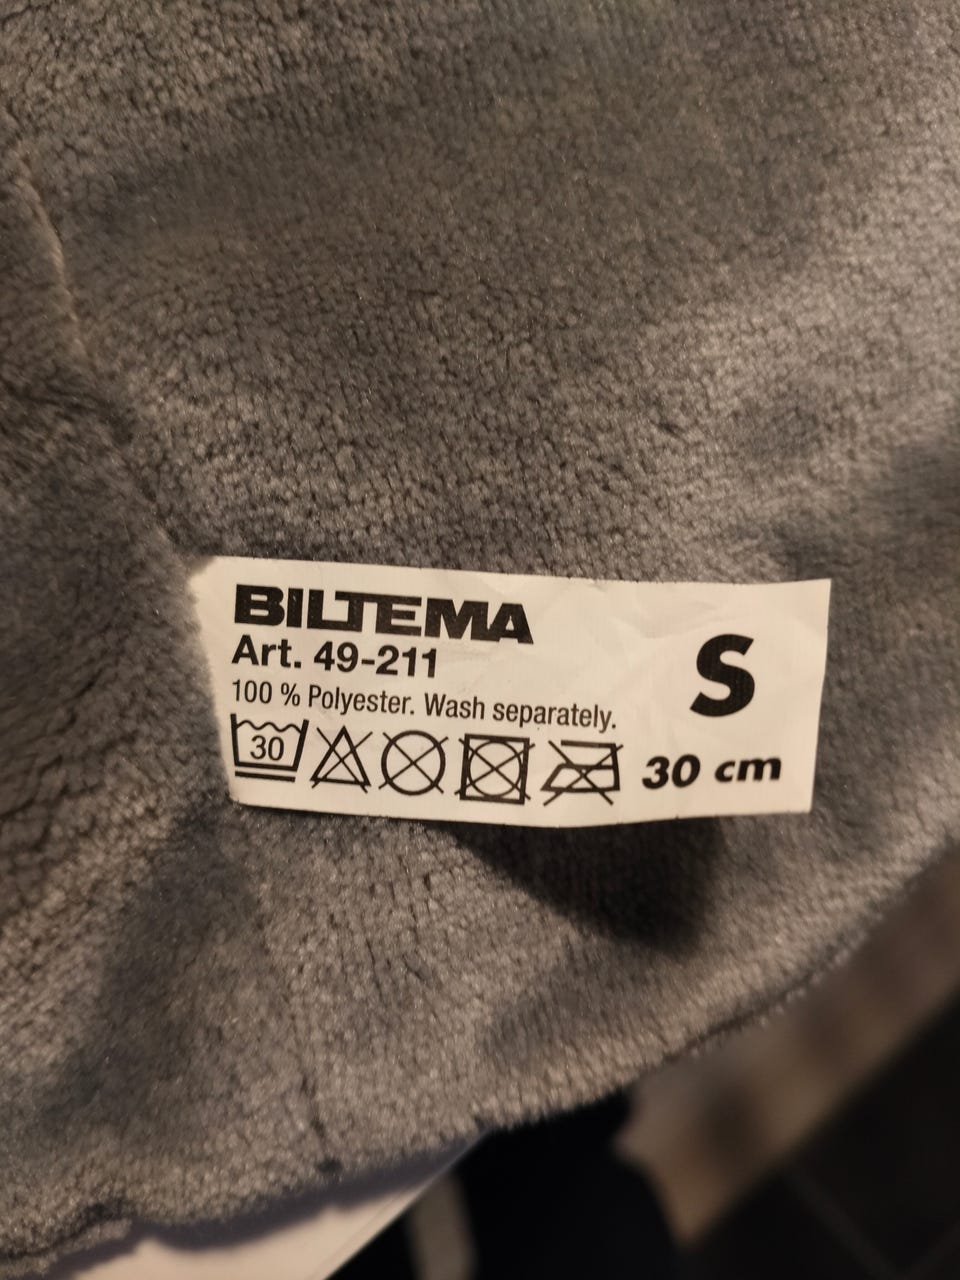 BILTEMA
Art. 49-211
100 % Polyester. Wash separately.
30
S
30 cm